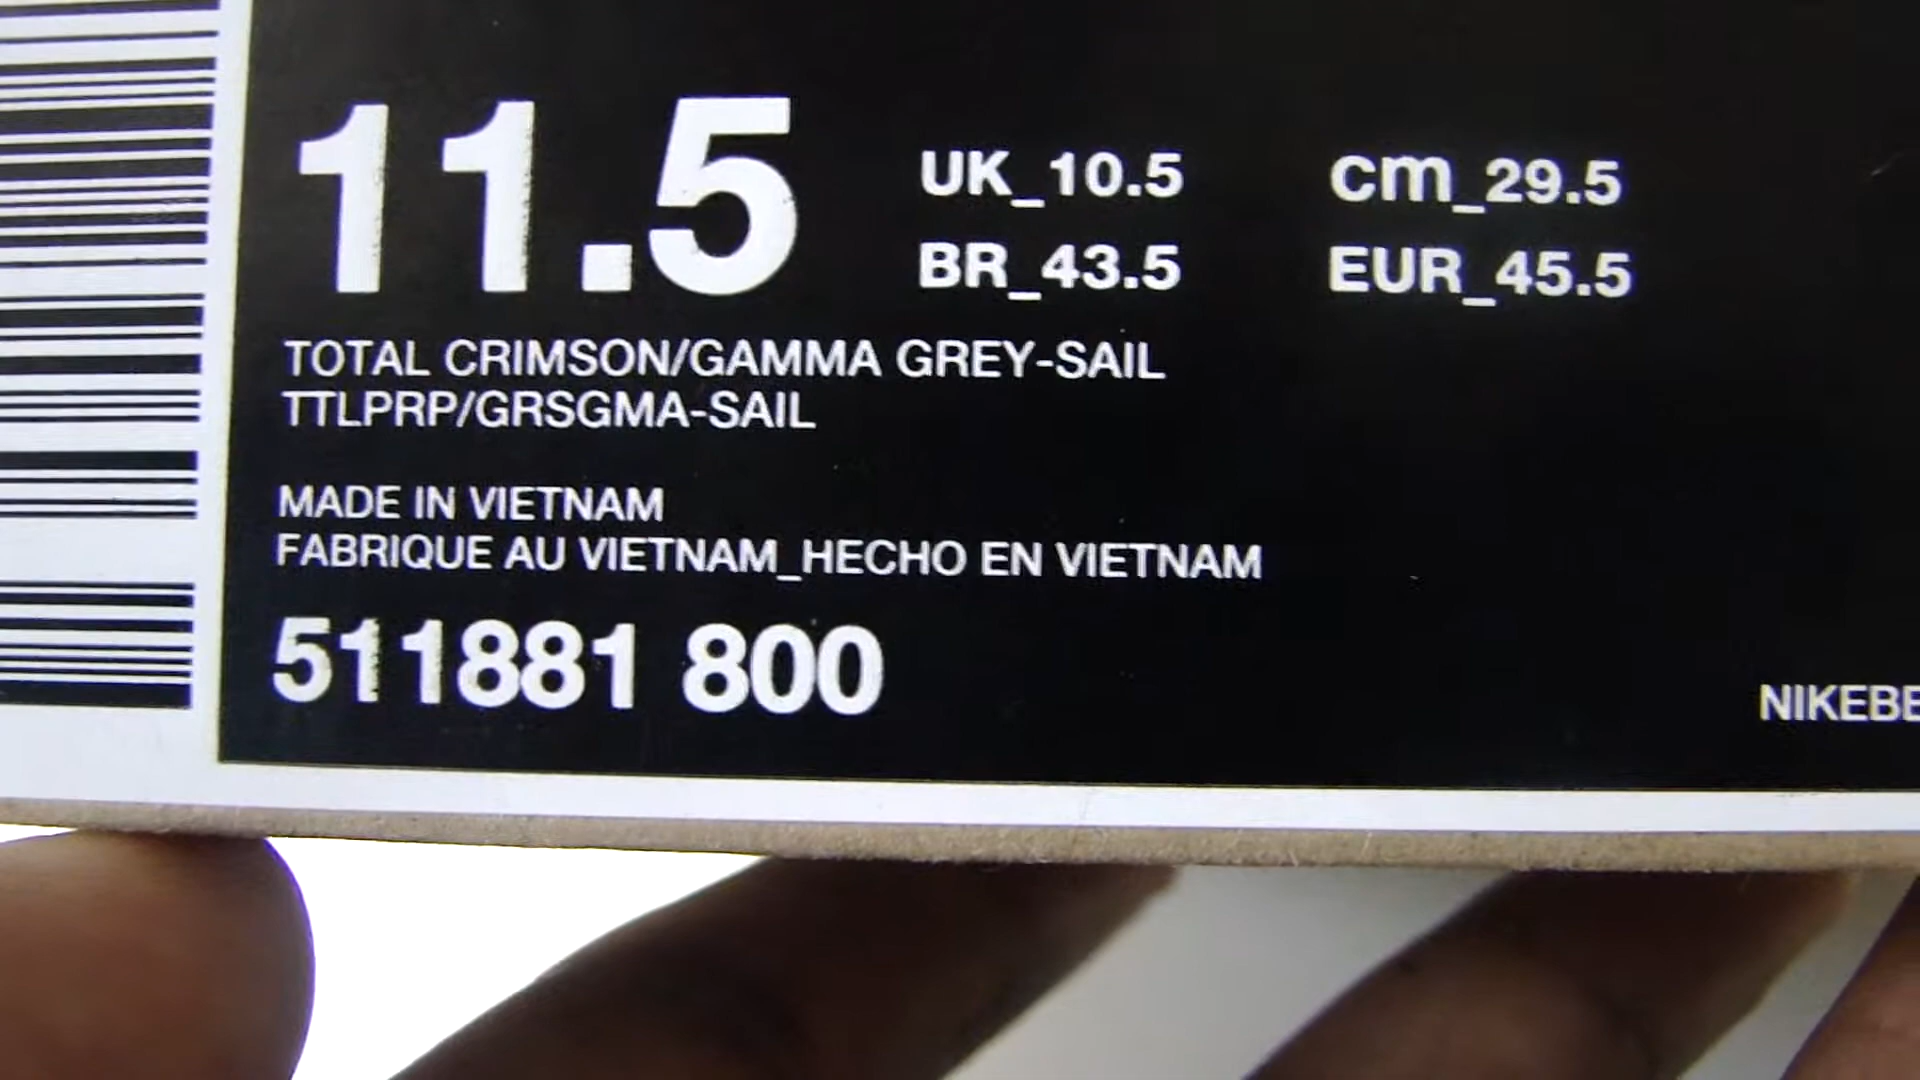 11.5
UK_10.5 cm_29.5
BR_43.5 EUR_45.5
TOTAL CRIMSON/GAMMA GREY-SAIL
TTLPRP/GRSGMA-SAIL
MADE IN VIETNAM
FABRIQUE AU VIETNAM_HECHO EN VIETNAM
511881 800